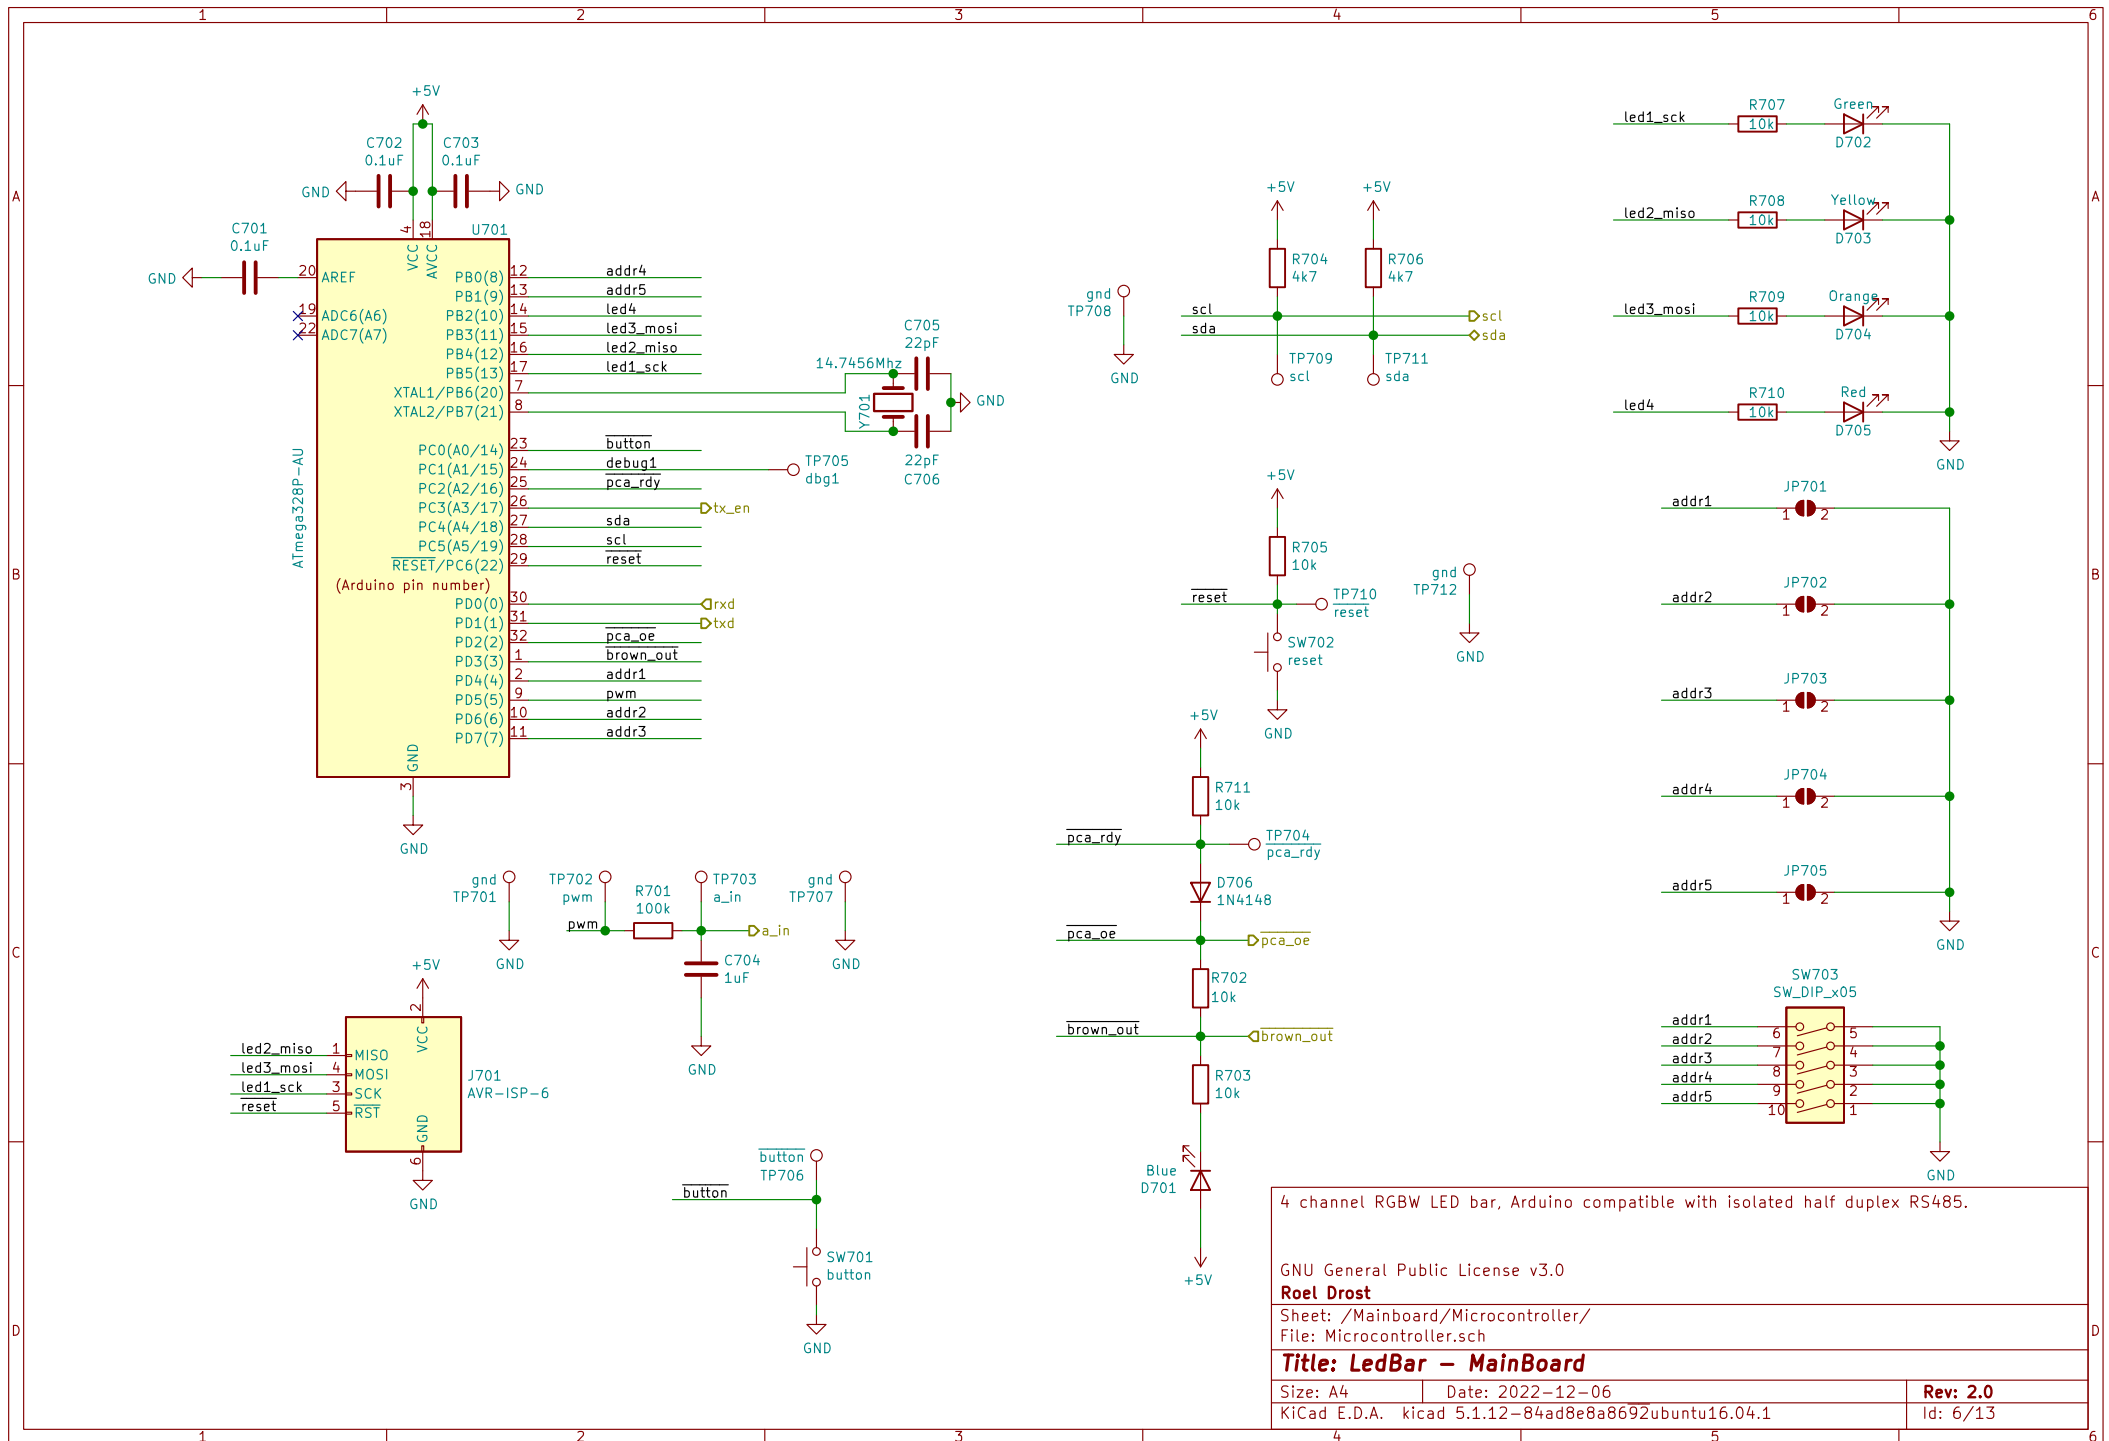 1 2 3 4 5 6
A
B
C
D
+5V
C702
0.1uF
C703
0.1uF
GND
GND
C701
0.1uF
GND
U701
4
18
VCC
AVCC
20 AREF
19 ADC6(A6)
22 ADC7(A7)
PB0(8) 12 addr4
PB1(9) 13 addr5
PB2(10) 14 led4
PB3(11) 15 led3_mosi
PB4(12) 16 led2_miso
PB5(13) 17 led1_sck
XTAL1/PB6(20) 7
XTAL2/PB7(21) 8
PC0(A0/14) 23 button
PC1(A1/15) 24 debug1
PC2(A2/16) 25 pca_rdy
PC3(A3/17) 26 tx_en
PC4(A4/18) 27 sda
PC5(A5/19) 28 scl
RESET/PC6(22) 29 reset
(Arduino pin number)
PD0(0) 30 rxd
PD1(1) 31 txd
PD2(2) 32 pca_oe
PD3(3) 1 brown_out
PD4(4) 2 addr1
PD5(5) 9 pwm
PD6(6) 10 addr2
PD7(7) 11 addr3
ATmega328P-AU
GND
3
GND
TP705
dbg1
14.7456Mhz
Y701
C705
22pF
22pF
C706
GND
gnd
TP708
GND
+5V
+5V
R704
4k7
R706
4k7
scl
sda
scl
sda
TP709
scl
TP711
sda
+5V
R705
10k
reset
TP710
reset
SW702
reset
GND
gnd
TP712
GND
+5V
R711
10k
pca_rdy
TP704
pca_rdy
D706
1N4148
pca_oe
pca_oe
R702
10k
brown_out
brown_out
R703
10k
Blue
D701
+5V
led1_sck
R707
10k
Green
D702
led2_miso
R708
10k
Yellow
D703
led3_mosi
R709
10k
Orange
D704
led4
R710
10k
Red
D705
GND
addr1
JP701
1 2
addr2
JP702
1 2
addr3
JP703
1 2
addr4
JP704
1 2
addr5
JP705
1 2
GND
SW703
SW_DIP_x05
addr1 6 5
addr2 7 4
addr3 8 3
addr4 9 2
addr5 10 1
GND
gnd
TP701
GND
TP702
pwm
pwm
R701
100k
TP703
a_in
a_in
C704
1uF
GND
gnd
TP707
GND
+5V
2
VCC
led2_miso 1 MISO
led3_mosi 4 MOSI
led1_sck 3 SCK
reset 5 RST
J701
AVR-ISP-6
GND
6
GND
button
TP706
button
SW701
button
GND
4 channel RGBW LED bar, Arduino compatible with isolated half duplex RS485.
GNU General Public License v3.0
Roel Drost
Sheet: /Mainboard/Microcontroller/
File: Microcontroller.sch
Title: LedBar – MainBoard
Size: A4 Date: 2022-12-06 Rev: 2.0
KiCad E.D.A. kicad 5.1.12-84ad8e8a8692ubuntu16.04.1 Id: 6/13
A
B
C
D
1 2 3 4 5 6